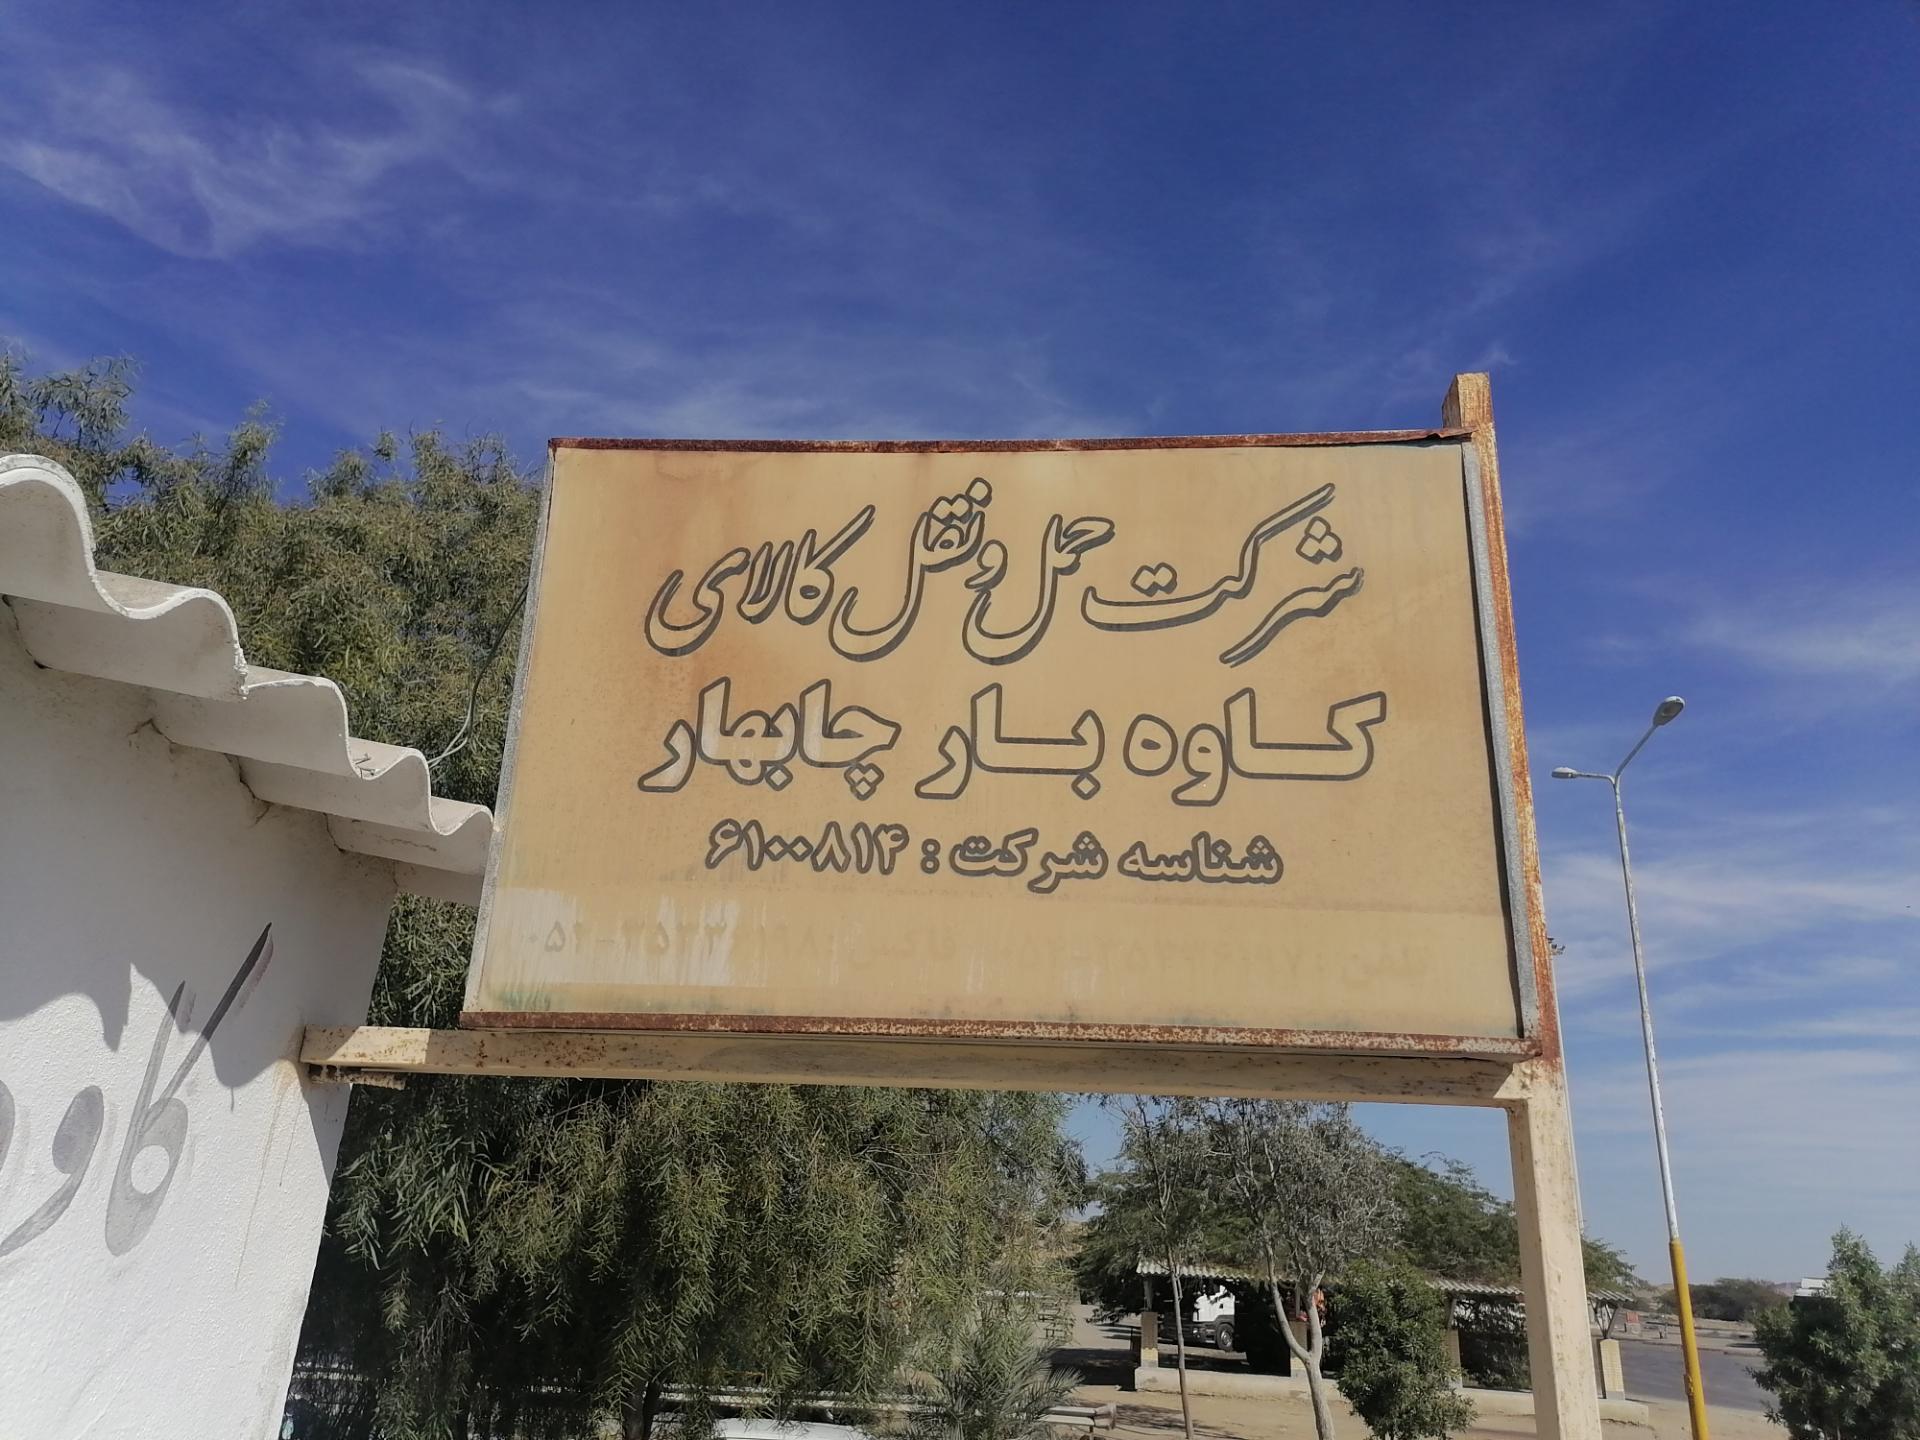 شرکت حمل و نقل کالای
کاوه بار چابهار
شناسه شرکت : ۶۱۰۰۸۱۴